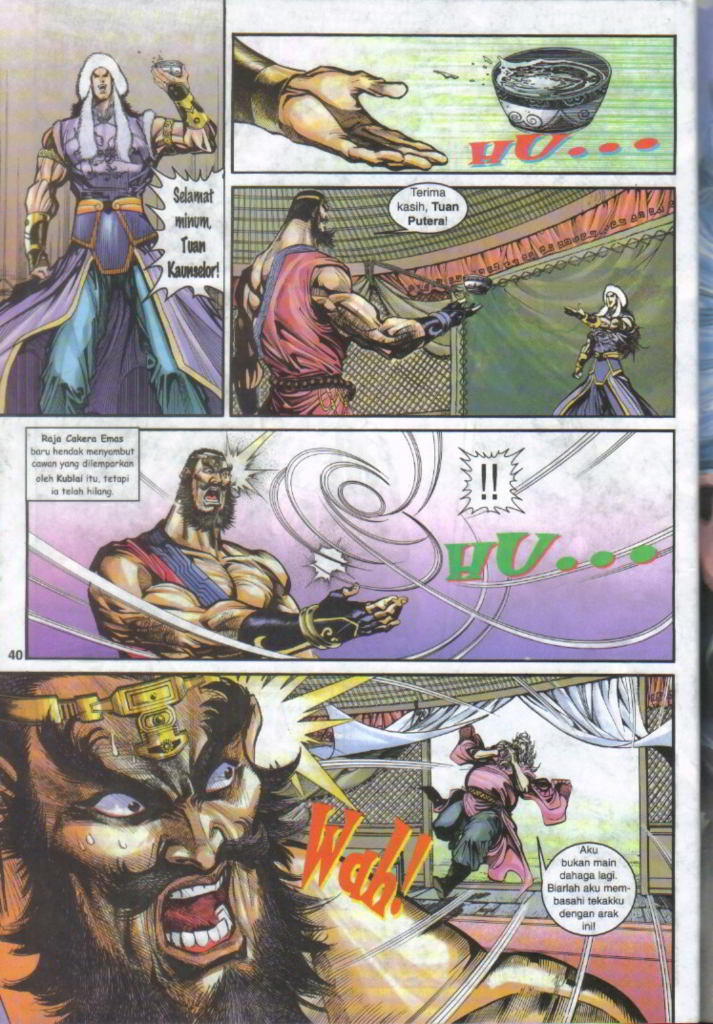 Selamat
minum,
Tuan
Kaunselor!
HU...
Terima
kasih, Tuan
Putera!
Raja Cakera Emas
baru hendak menyambut
cawan yang dilemparkan
oleh Kublai itu, tetapi
ia telah hilang.
!!
HU...
40
Wah!
Aku
bukan main
dahaga lagi.
Biarlah aku mem-
basahi tekakku
dengan arak
ini!